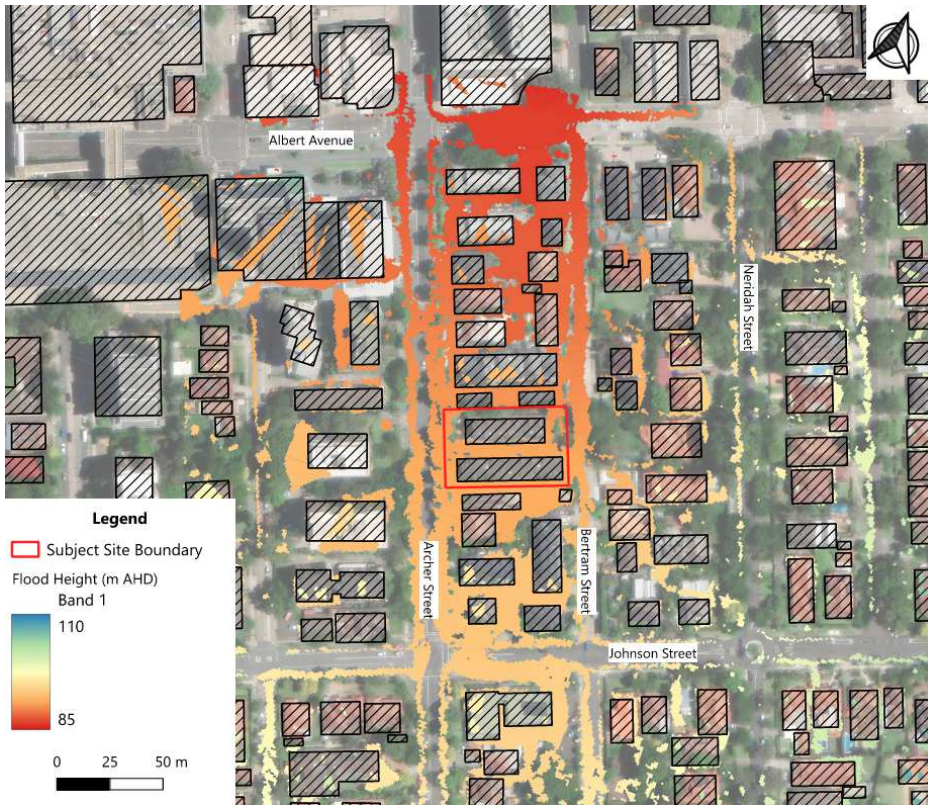 Albert Avenue
Neridah Street
Archer Street
Bertram Street
Johnson Street
Legend
Subject Site Boundary
Flood Height (m AHD)
Band 1
110
85
0 25 50 m